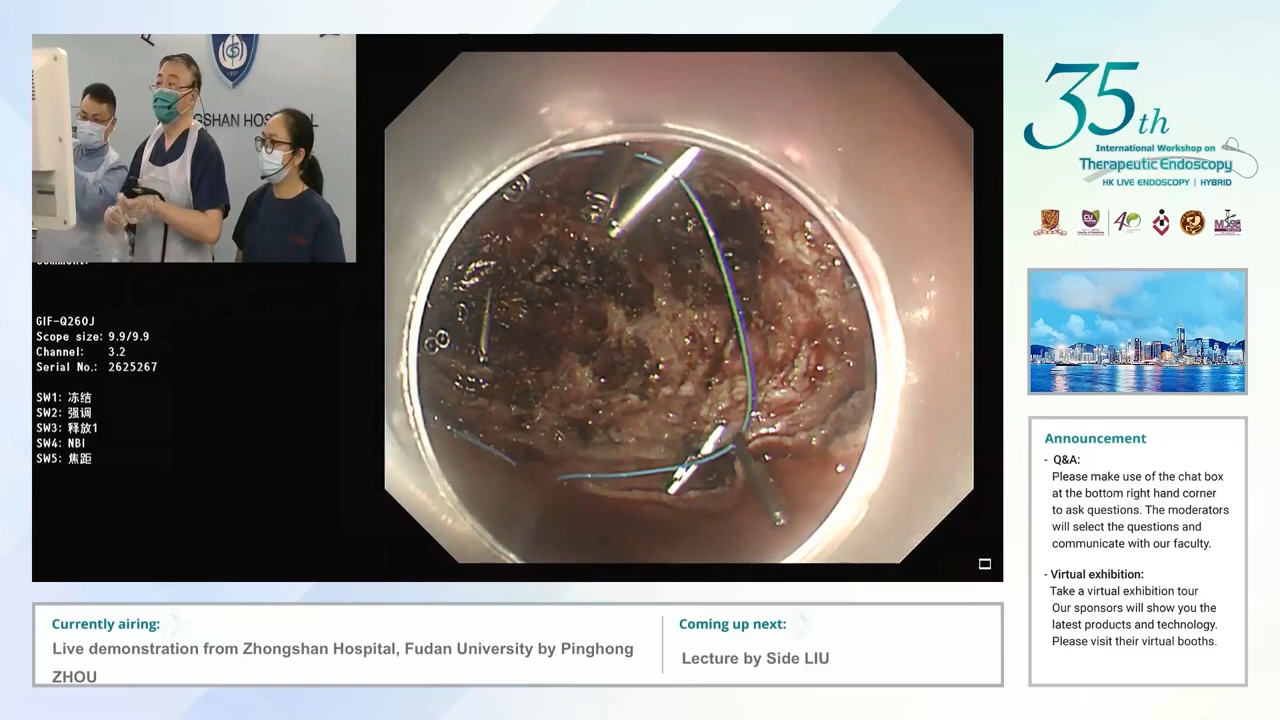 GSHAN HOS
1937
GIF-Q260J
Scope size: 9.9/9.9
Channel: 3.2
Serial No.: 2625267
SW1: 冻结
SW2: 强调
SW3: 释放1
SW4: NBI
SW5: 焦距
35th
International Workshop on
Therapeutic Endoscopy
HK LIVE ENDOSCOPY | HYBRID
Announcement
- Q&A:
Please make use of the chat box
at the bottom right hand corner
to ask questions. The moderators
will select the questions and
communicate with our faculty.
- Virtual exhibition:
Take a virtual exhibition tour
Our sponsors will show you the
latest products and technology.
Please visit their virtual booths.
Currently airing:
Live demonstration from Zhongshan Hospital, Fudan University by Pinghong
ZHOU
Coming up next:
Lecture by Side LIU